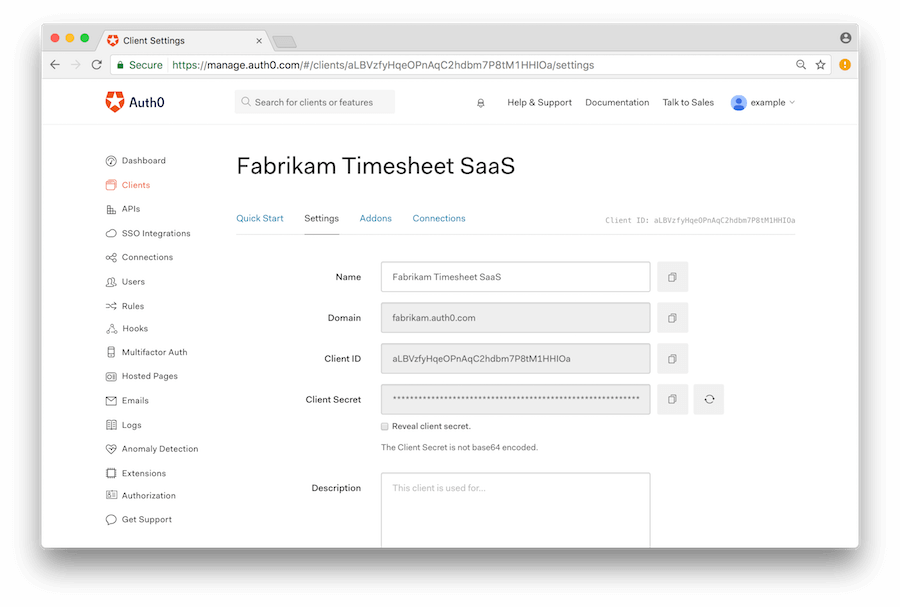 Client Settings
Secure https://manage.auth0.com/#/clients/aLBVzfyHqeOPnAqC2hdbm7P8tM1HHIOa/settings
Auth0
Search for clients or features
Help & Support
Documentation
Talk to Sales
example
Dashboard
Clients
APIs
SSO Integrations
Connections
Users
Rules
Hooks
Multifactor Auth
Hosted Pages
Emails
Logs
Anomaly Detection
Extensions
Authorization
Get Support
Fabrikam Timesheet SaaS
Quick Start
Settings
Addons
Connections
Client ID: aLBVzfyHqeOPnAqC2hdbm7P8tM1HHIOa
Name
Fabrikam Timesheet SaaS
Domain
fabrikam.auth0.com
Client ID
aLBVzfyHqeOPnAqC2hdbm7P8tM1HHIOa
Client Secret
Reveal client secret.
The Client Secret is not base64 encoded.
Description
This client is used for...